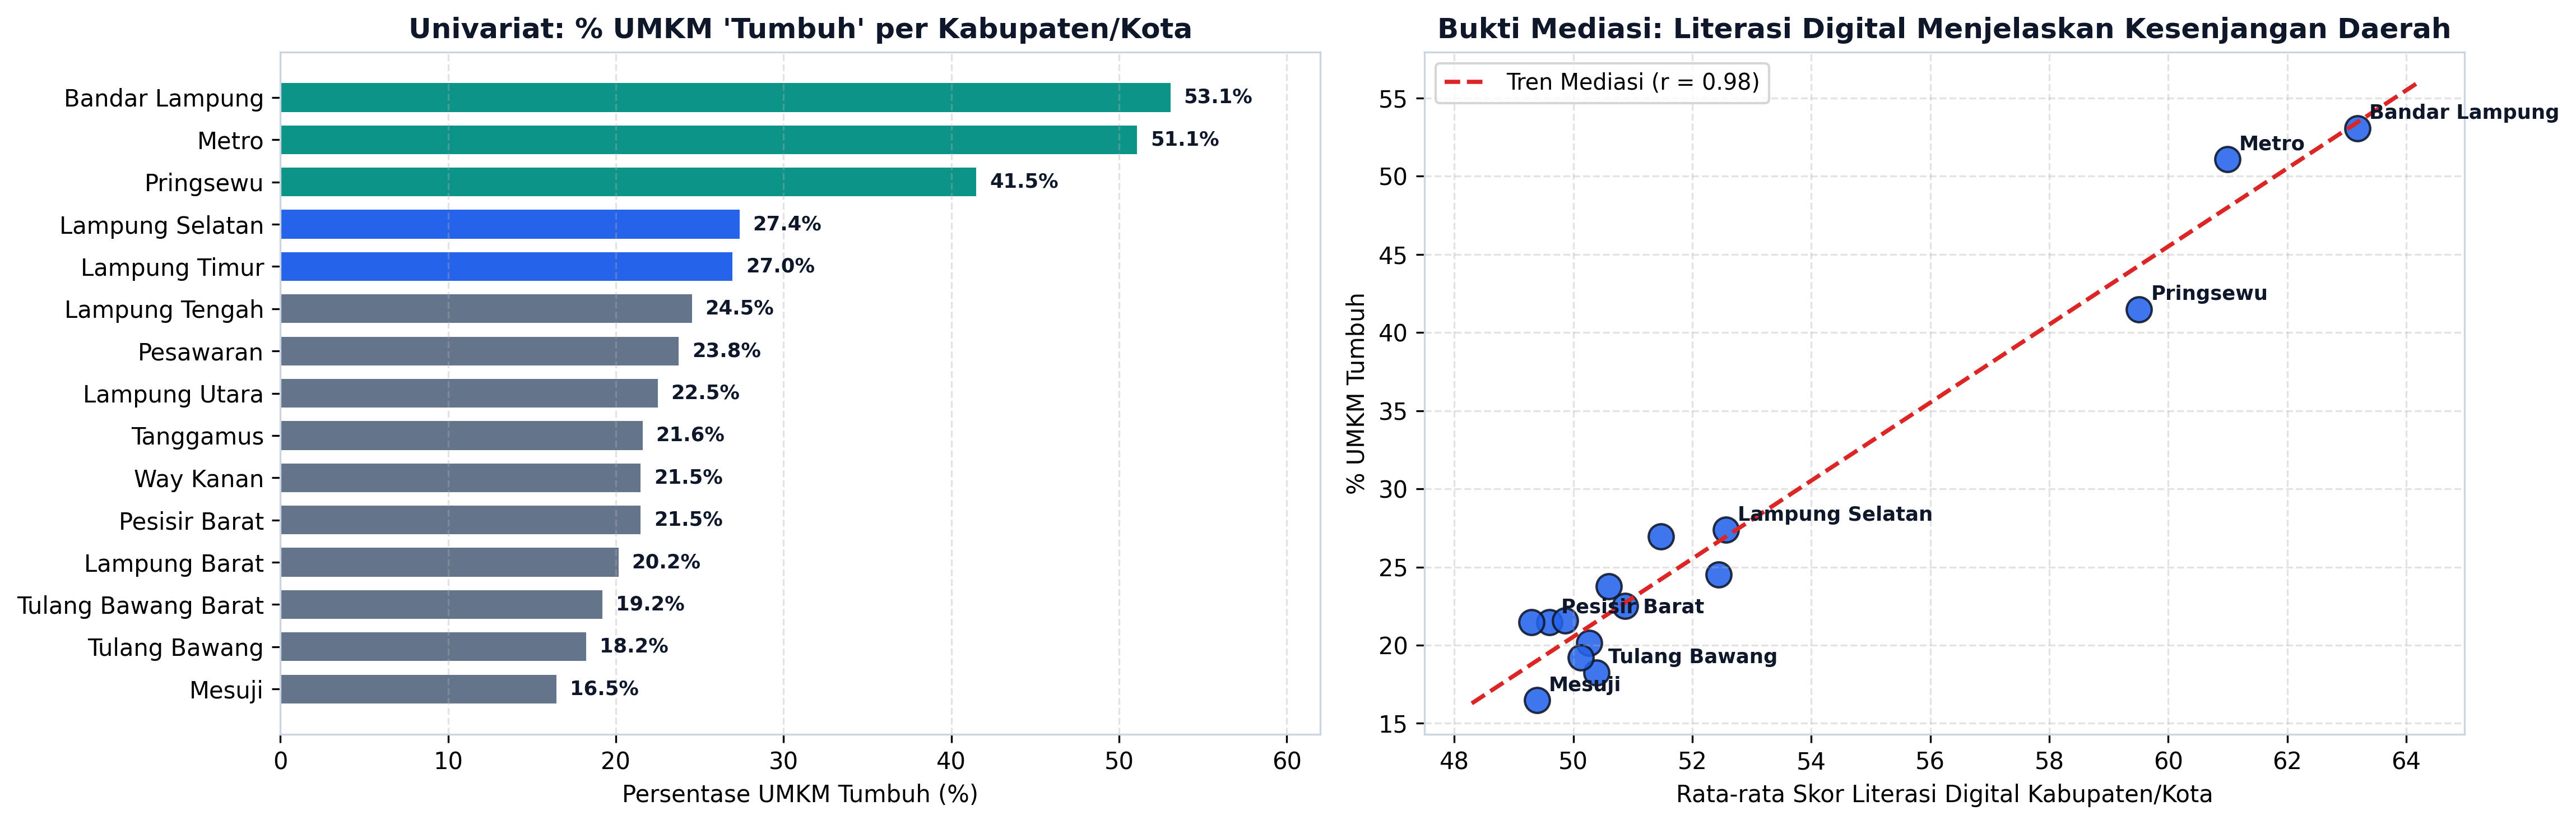 Univariat: % UMKM 'Tumbuh' per Kabupaten/Kota
Bandar Lampung 53.1%
Metro 51.1%
Pringsewu 41.5%
Lampung Selatan 27.4%
Lampung Timur 27.0%
Lampung Tengah 24.5%
Pesawaran 23.8%
Lampung Utara 22.5%
Tanggamus 21.6%
Way Kanan 21.5%
Pesisir Barat 21.5%
Lampung Barat 20.2%
Tulang Bawang Barat 19.2%
Tulang Bawang 18.2%
Mesuji 16.5%
0 10 20 30 40 50 60
Persentase UMKM Tumbuh (%)
Bukti Mediasi: Literasi Digital Menjelaskan Kesenjangan Daerah
Tren Mediasi (r = 0.98)
% UMKM Tumbuh
55
50
45
40
35
30
25
20
15
Bandar Lampung
Metro
Pringsewu
Lampung Selatan
Pesisir Barat
Tulang Bawang
Mesuji
48 50 52 54 56 58 60 62 64
Rata-rata Skor Literasi Digital Kabupaten/Kota